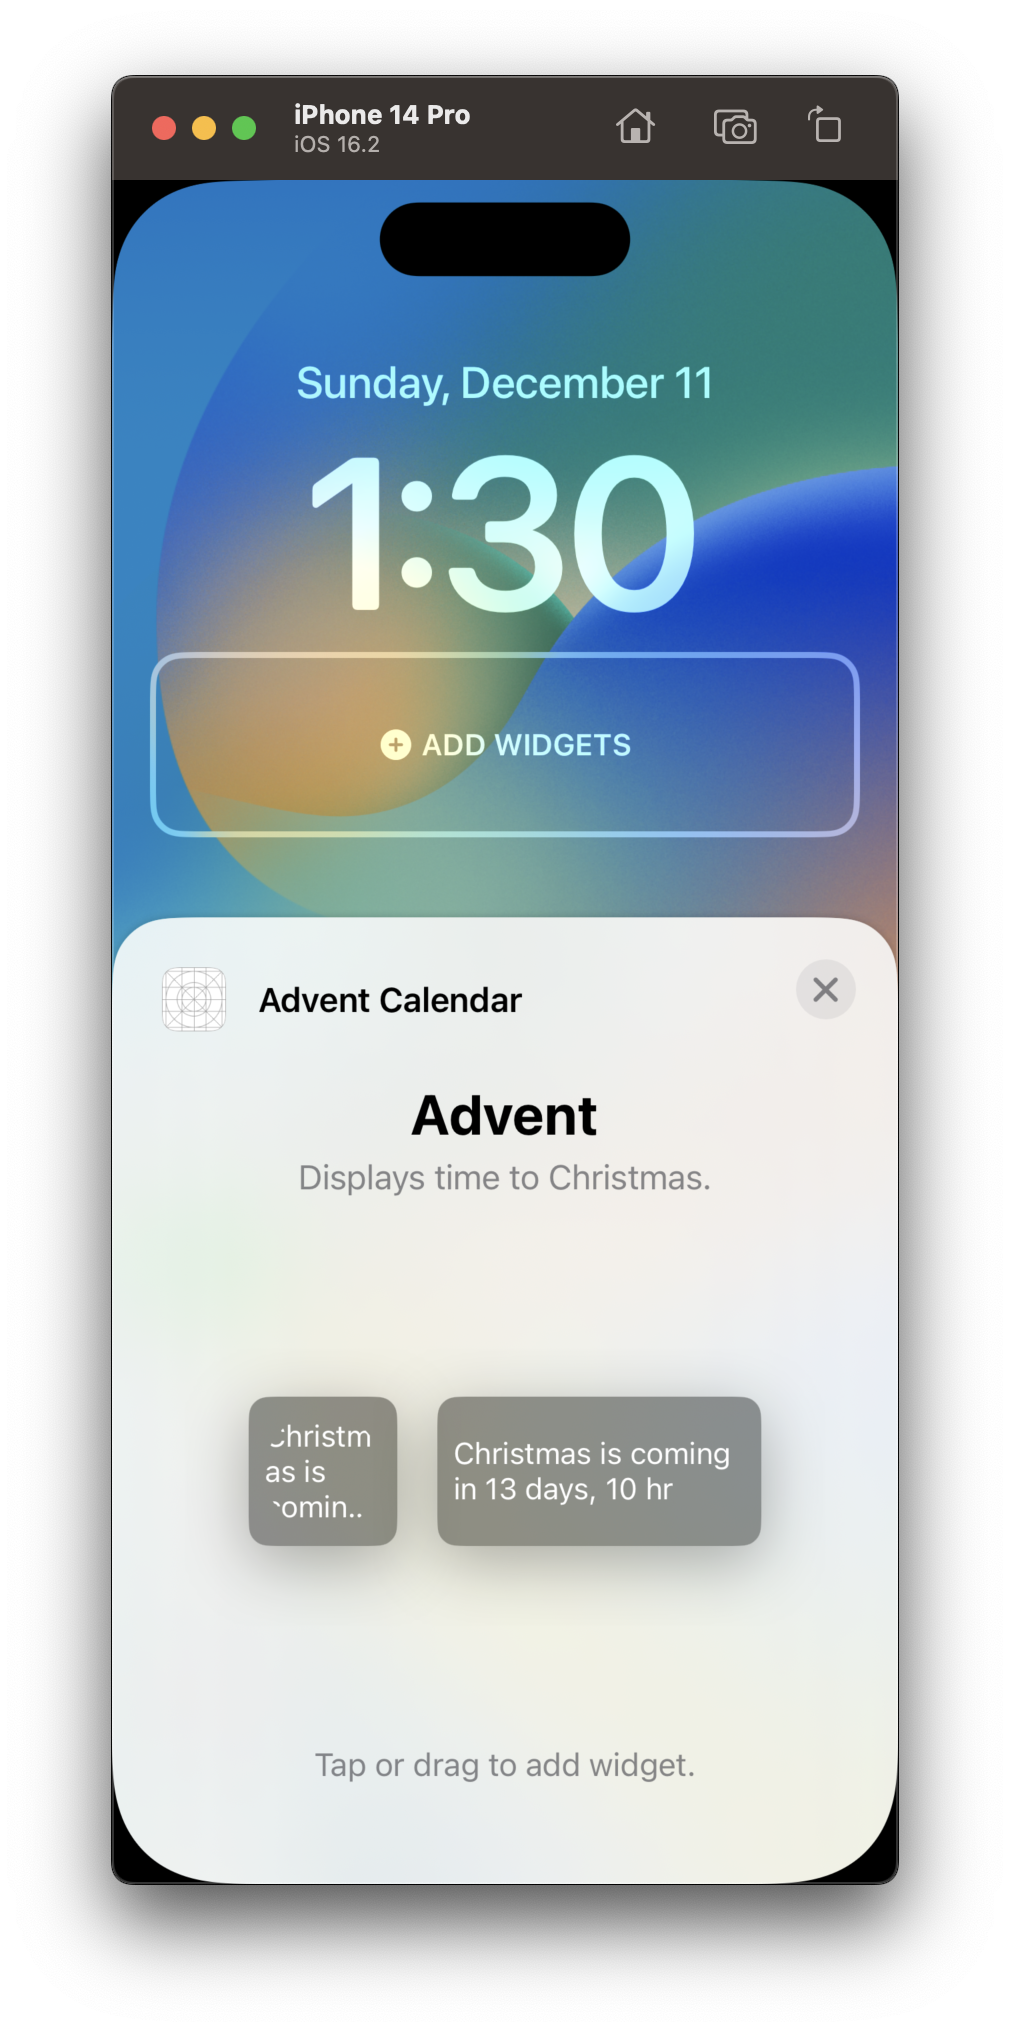 iPhone 14 Pro
iOS 16.2
Sunday, December 11
1:30
ADD WIDGETS
Advent Calendar
Advent
Displays time to Christmas.
Christm
as is
comin..
Christmas is coming
in 13 days, 10 hr
Tap or drag to add widget.